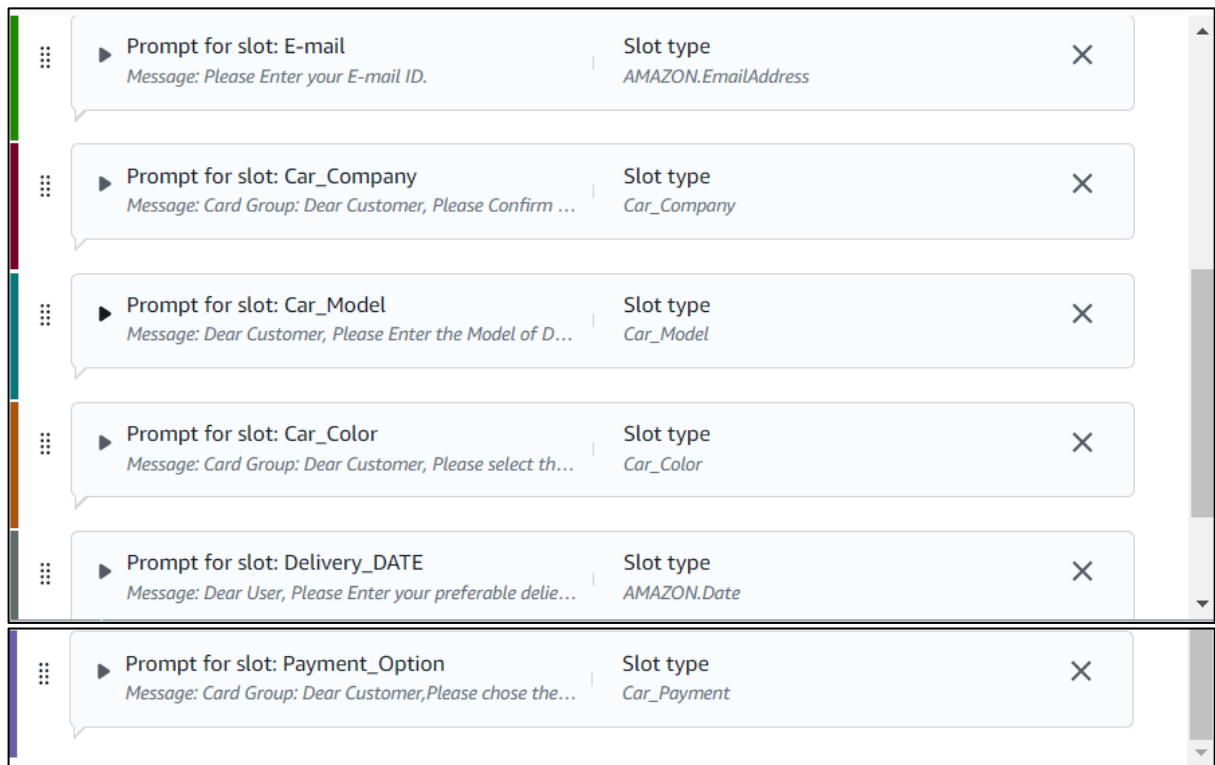 Prompt for slot: E-mail
Slot type
Message: Please Enter your E-mail ID.
AMAZON.EmailAddress
Prompt for slot: Car_Company
Slot type
Message: Card Group: Dear Customer, Please Confirm ...
Car_Company
Prompt for slot: Car_Model
Slot type
Message: Dear Customer, Please Enter the Model of D...
Car_Model
Prompt for slot: Car_Color
Slot type
Message: Card Group: Dear Customer, Please select th...
Car_Color
Prompt for slot: Delivery_DATE
Slot type
Message: Dear User, Please Enter your preferable delie...
AMAZON.Date
Prompt for slot: Payment_Option
Slot type
Message: Card Group: Dear Customer,Please chose the...
Car_Payment